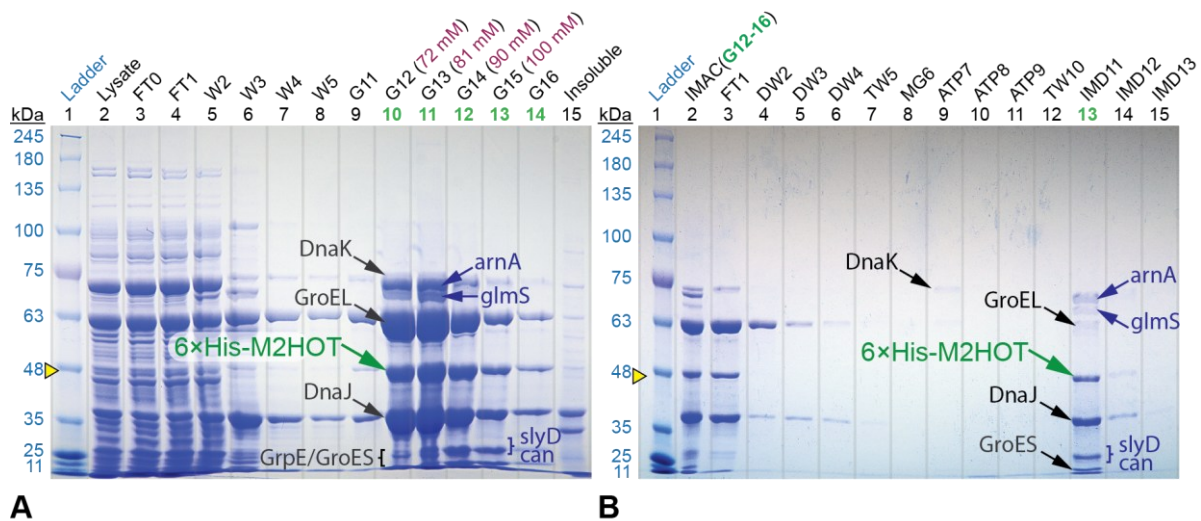 Ladder
Lysate
FT0
FT1
W2
W3
W4
W5
G11
G12 (72 mM)
G13 (81 mM)
G14 (90 mM)
G15 (100 mM)
G16
Insoluble
kDa 1 2 3 4 5 6 7 8 9 10 11 12 13 14 15
245
180
135
100
75
63
48
35
25
11
DnaK
arnA
GroEL
glmS
6×His-M2HOT
DnaJ
slyD
GrpE/GroES {
can
A
Ladder
IMAC(G12-16)
FT1
DW2
DW3
DW4
TW5
MG6
ATP7
ATP8
ATP9
TW10
IMD11
IMD12
IMD13
kDa 1 2 3 4 5 6 7 8 9 10 11 12 13 14 15
245
180
135
100
75
63
48
35
25
11
DnaK
arnA
GroEL
glmS
6×His-M2HOT
DnaJ
slyD
GroES
can
B